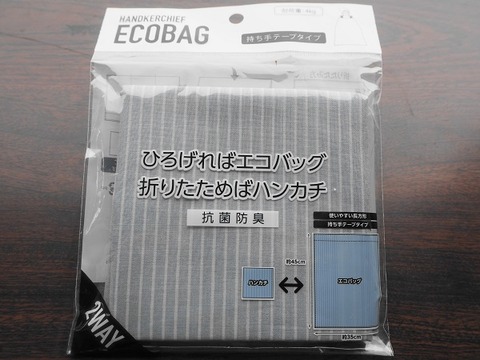 HANDKERCHIEF
ECOBAG
持ち手テープタイプ
ひろげればエコバッグ
折りたためばハンカチ
抗菌防臭
使いやすい長方形
持ち手テープタイプ
約45cm
ハンカチ
エコバッグ
約35cm
2WAY